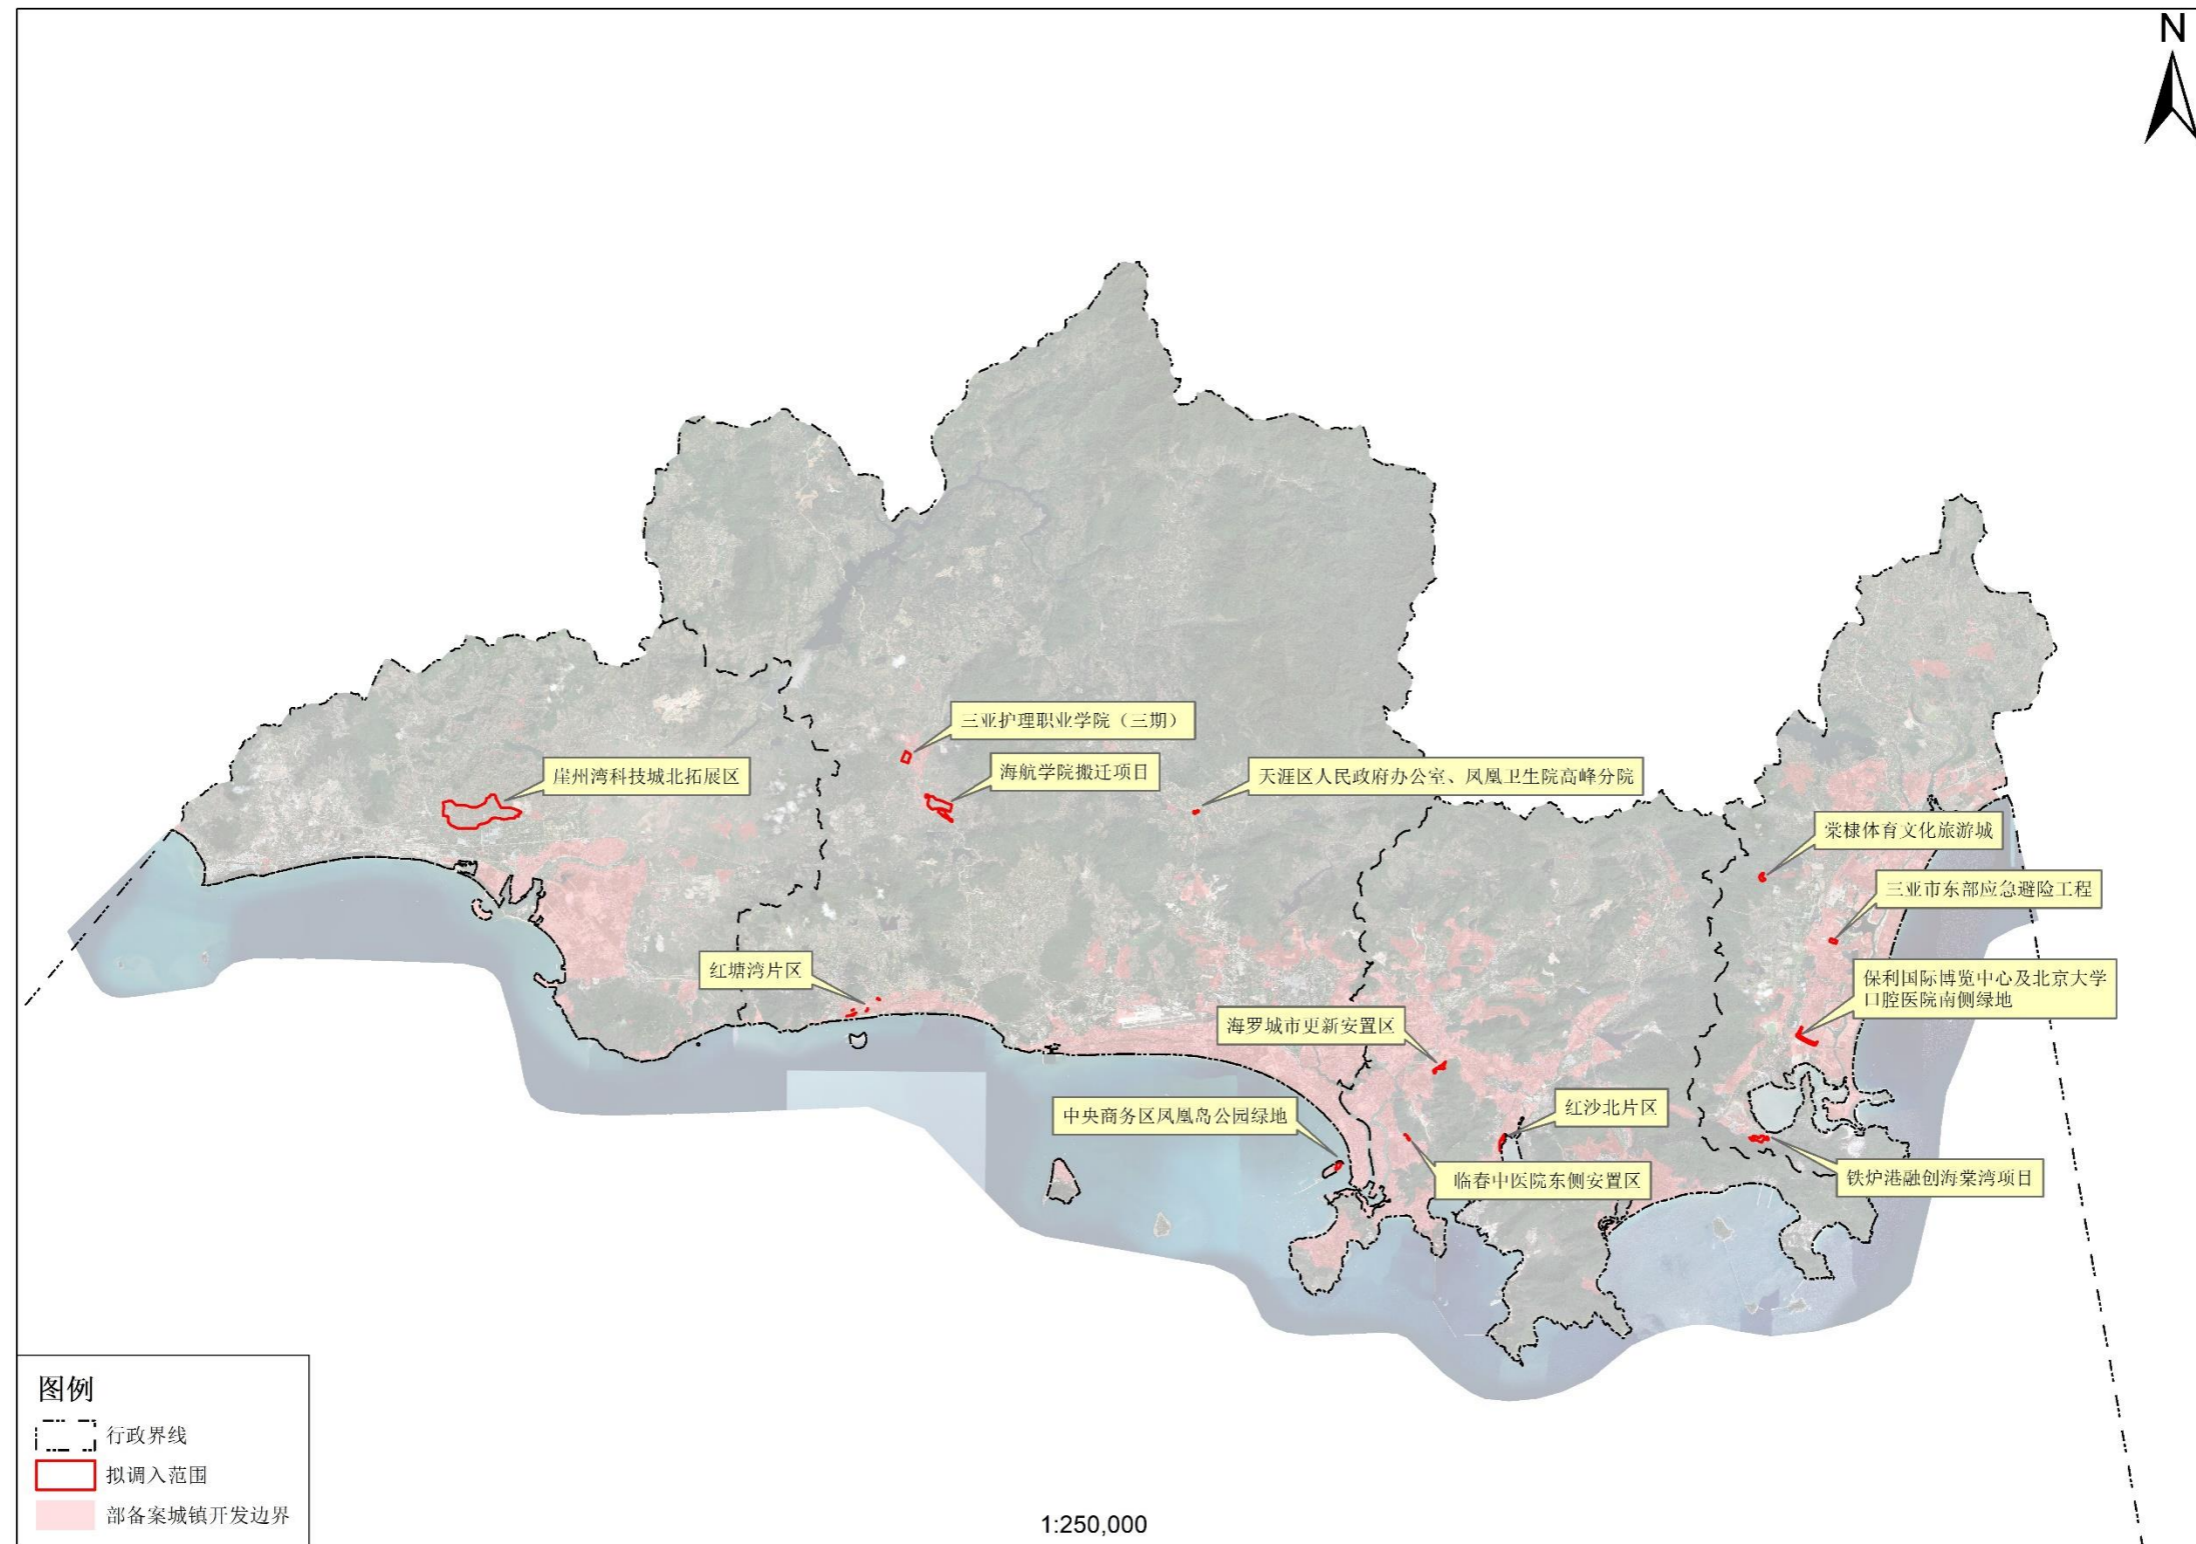 N
三亚护理职业学院（三期）
崖州湾科技城北拓展区
海航学院搬迁项目
天涯区人民政府办公室、凤凰卫生院高峰分院
棠棣体育文化旅游城
三亚市东部应急避险工程
红塘湾片区
保利国际博览中心及北京大学
口腔医院南侧绿地
海罗城市更新安置区
中央商务区凤凰岛公园绿地
红沙北片区
临春中医院东侧安置区
铁炉港融创海棠湾项目
图例
行政界线
拟调入范围
部备案城镇开发边界
1:250,000